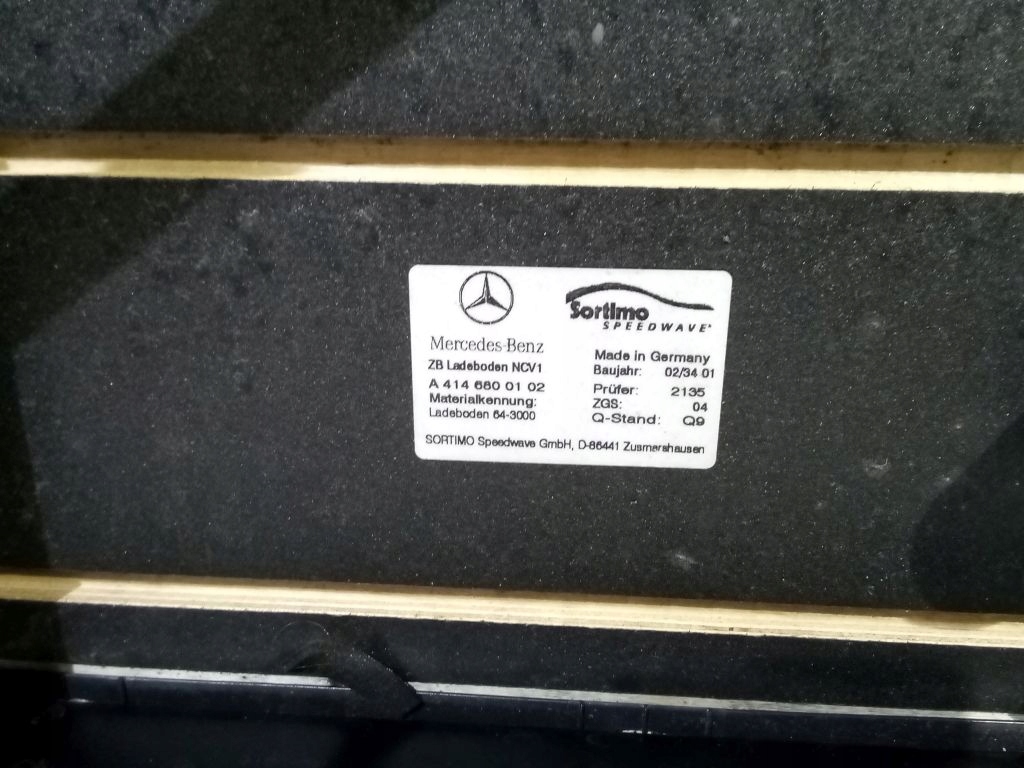 Mercedes-Benz
ZB Ladeboden NCV1
A 414 680 01 02
Materialkennung:
Ladeboden 64-3000
Sortimo
SPEEDWAVE®
Made in Germany
Baujahr: 02/34 01
Prüfer: 2135
ZGS: 04
Q-Stand: Q9
SORTIMO Speedwave GmbH, D-86441 Zusmarshausen